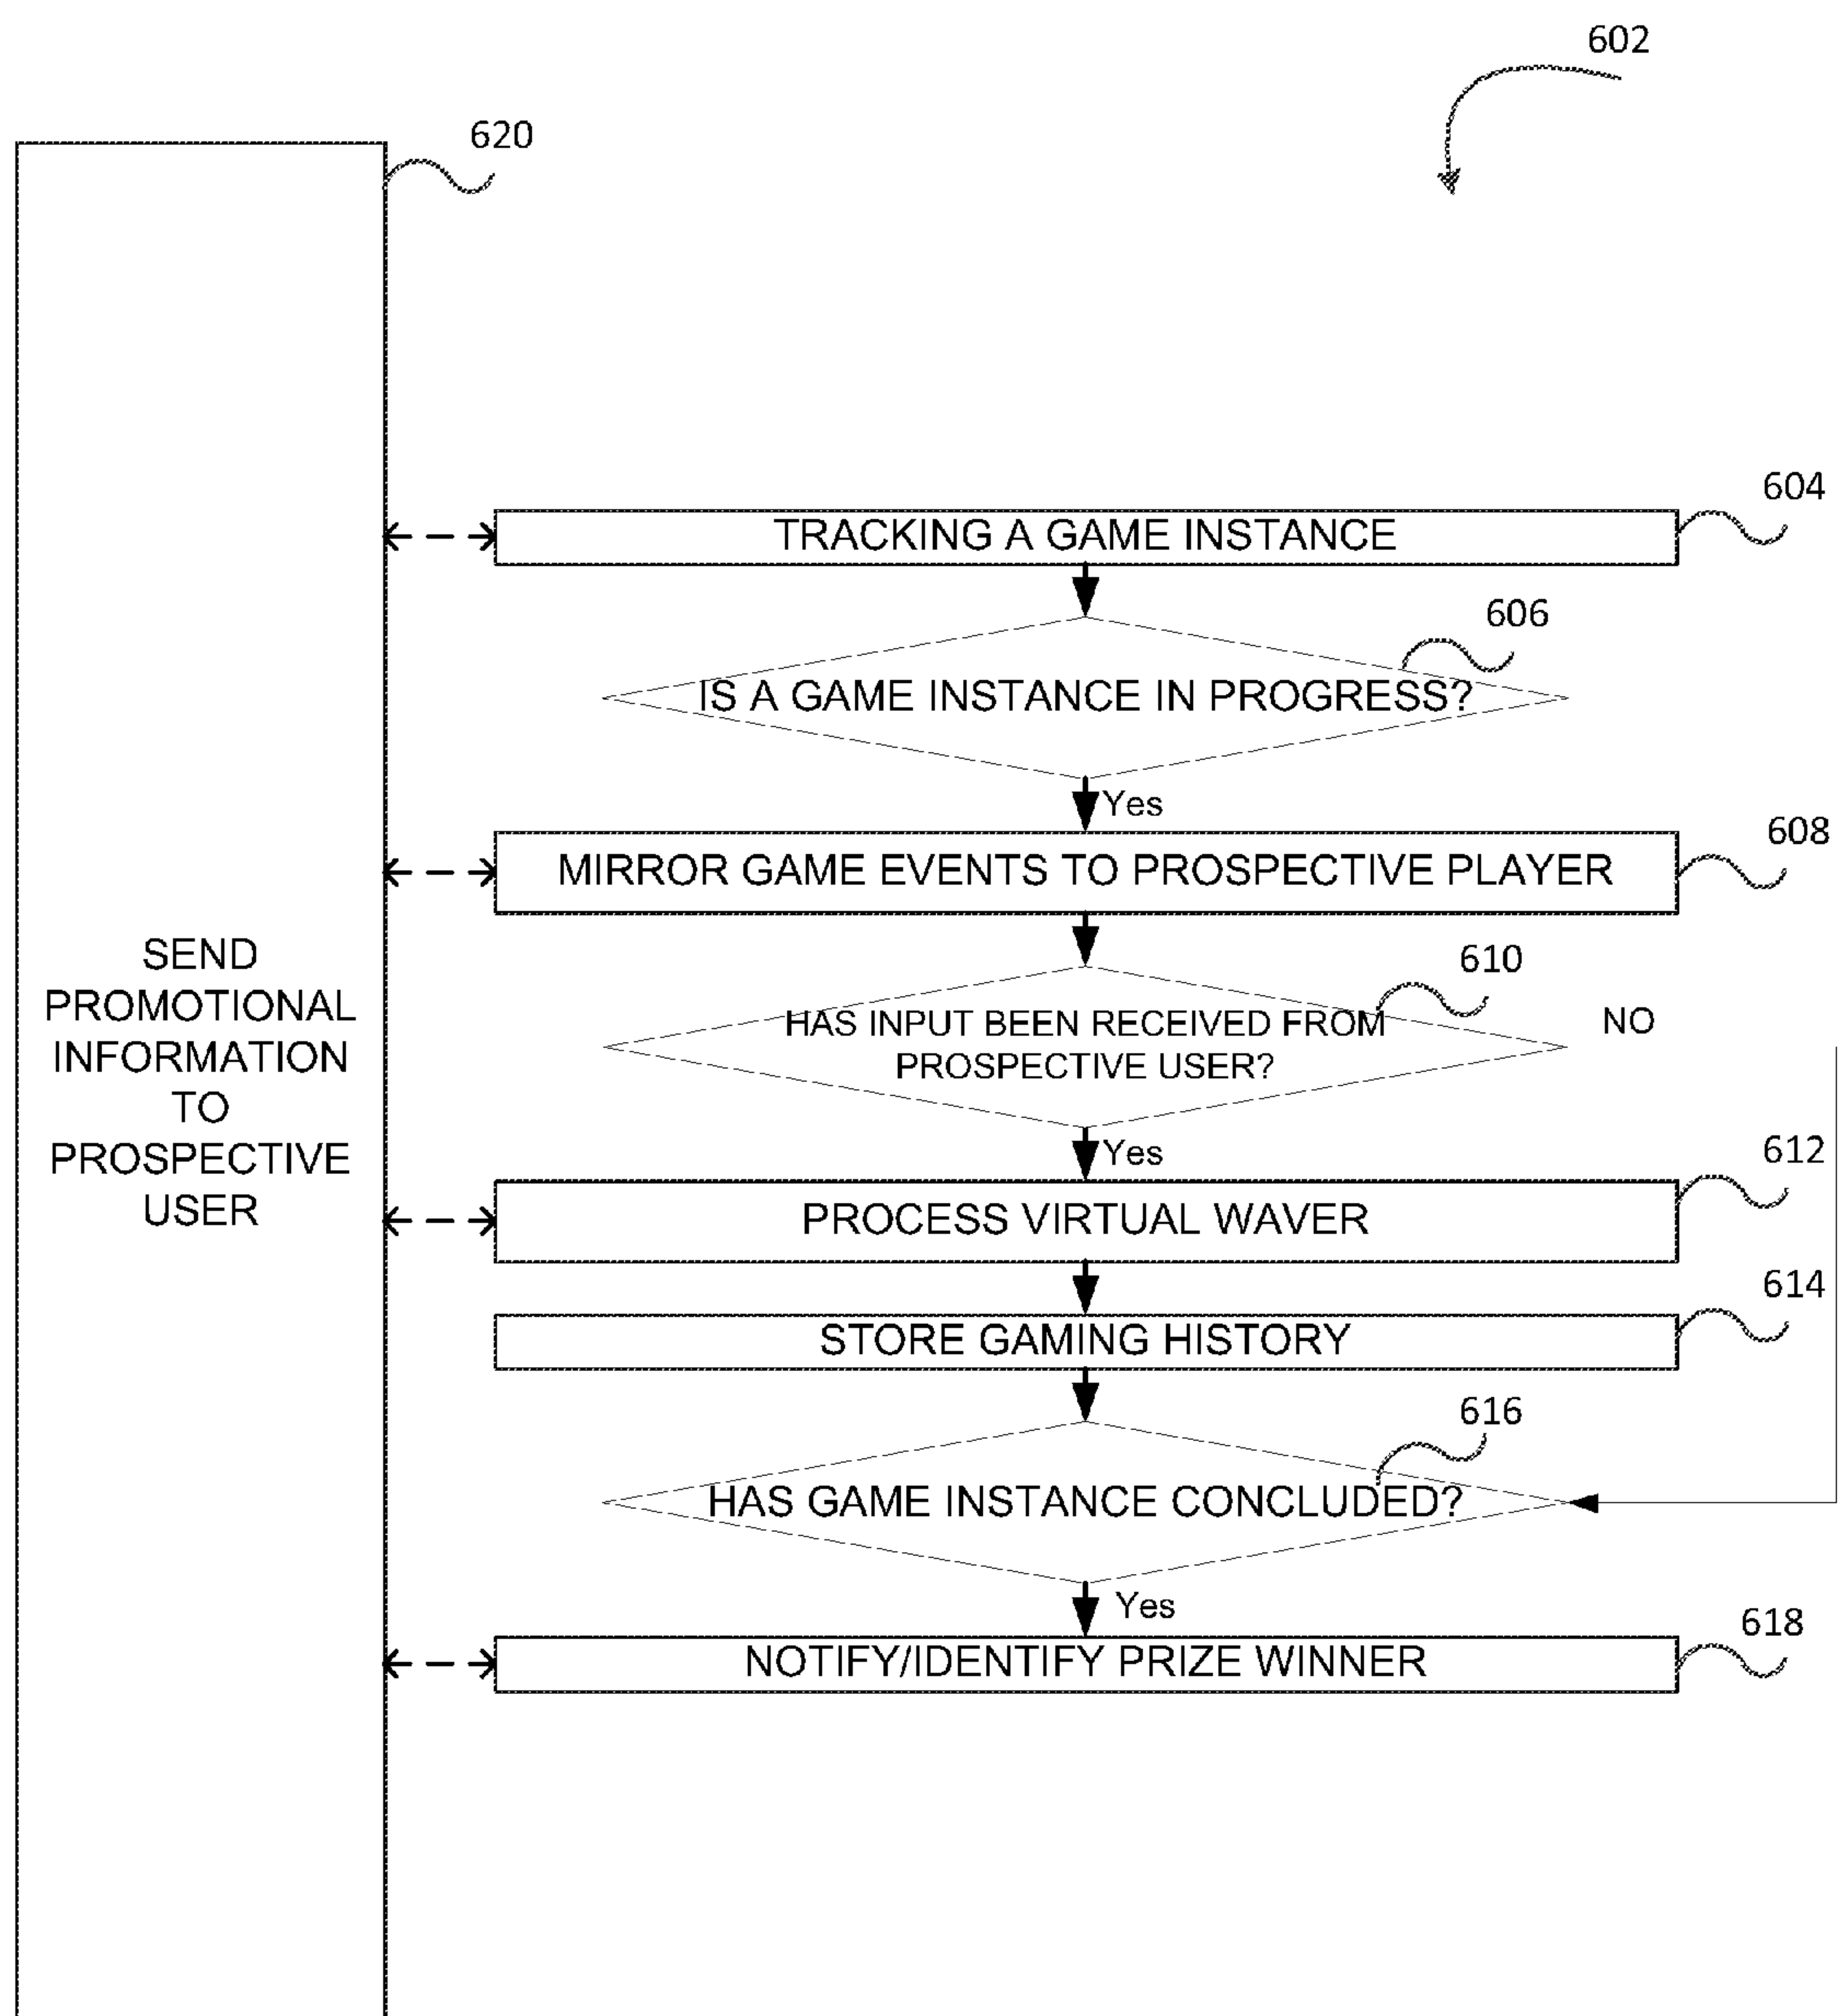 602
620
604
TRACKING A GAME INSTANCE
606
IS A GAME INSTANCE IN PROGRESS?
Yes
608
MIRROR GAME EVENTS TO PROSPECTIVE PLAYER
SEND
PROMOTIONAL
INFORMATION
TO
PROSPECTIVE
USER
610
HAS INPUT BEEN RECEIVED FROM
PROSPECTIVE USER?
NO
Yes
612
PROCESS VIRTUAL WAVER
614
STORE GAMING HISTORY
616
HAS GAME INSTANCE CONCLUDED?
Yes
618
NOTIFY/IDENTIFY PRIZE WINNER